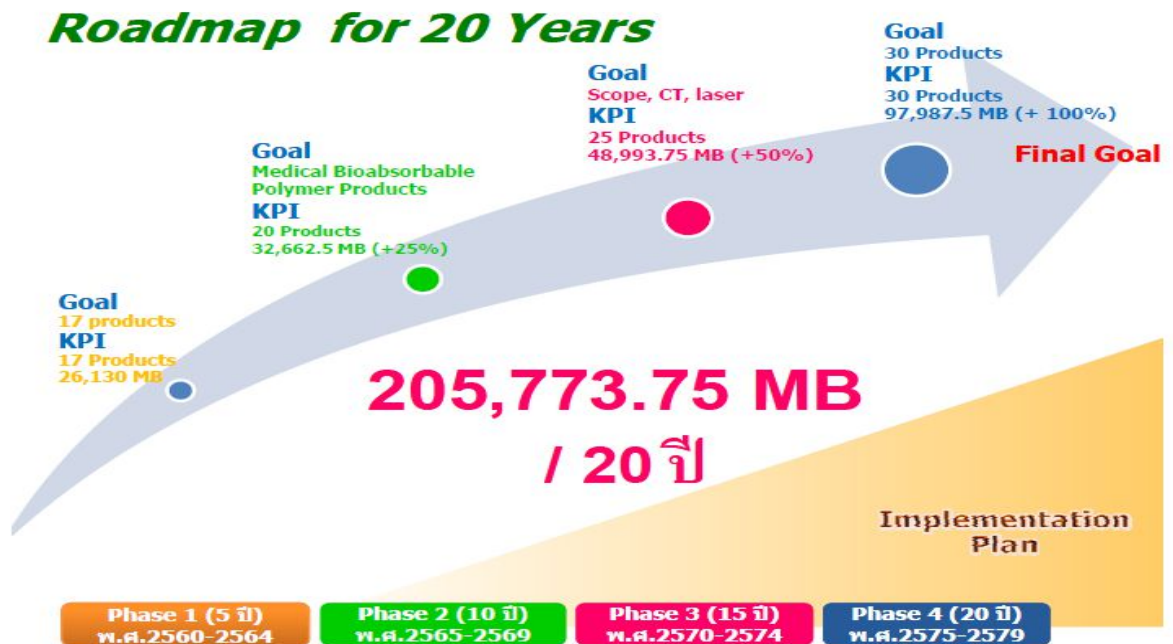 Roadmap for 20 Years
Goal
17 products
KPI
17 Products
26,130 MB
Goal
Medical Bioabsorbable
Polymer Products
KPI
20 Products
32,662.5 MB (+25%)
Goal
Scope, CT, laser
KPI
25 Products
48,993.75 MB (+50%)
Goal
30 Products
KPI
30 Products
97,987.5 MB (+ 100%)
Final Goal
205,773.75 MB
/ 20 ปี
Implementation
Plan
Phase 1 (5 ปี)
พ.ศ.2560-2564
Phase 2 (10 ปี)
พ.ศ.2565-2569
Phase 3 (15 ปี)
พ.ศ.2570-2574
Phase 4 (20 ปี)
พ.ศ.2575-2579